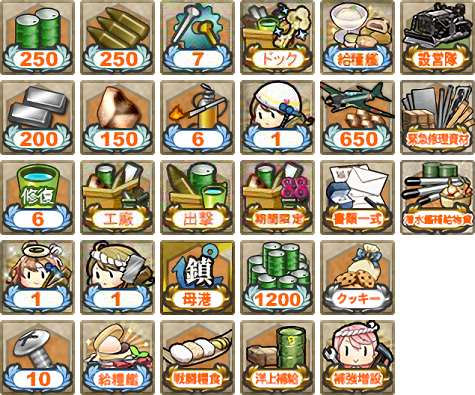 250
250
7
ドック
給糧艦
設営隊
200
150
6
1
650
緊急修理資材
修復
6
工廠
出撃
期間限定
書類一式
潜水艦補給物資
1
1
鎮
母港
1200
クッキー
10
給糧艦
戦闘糧食
洋上補給
補強増設